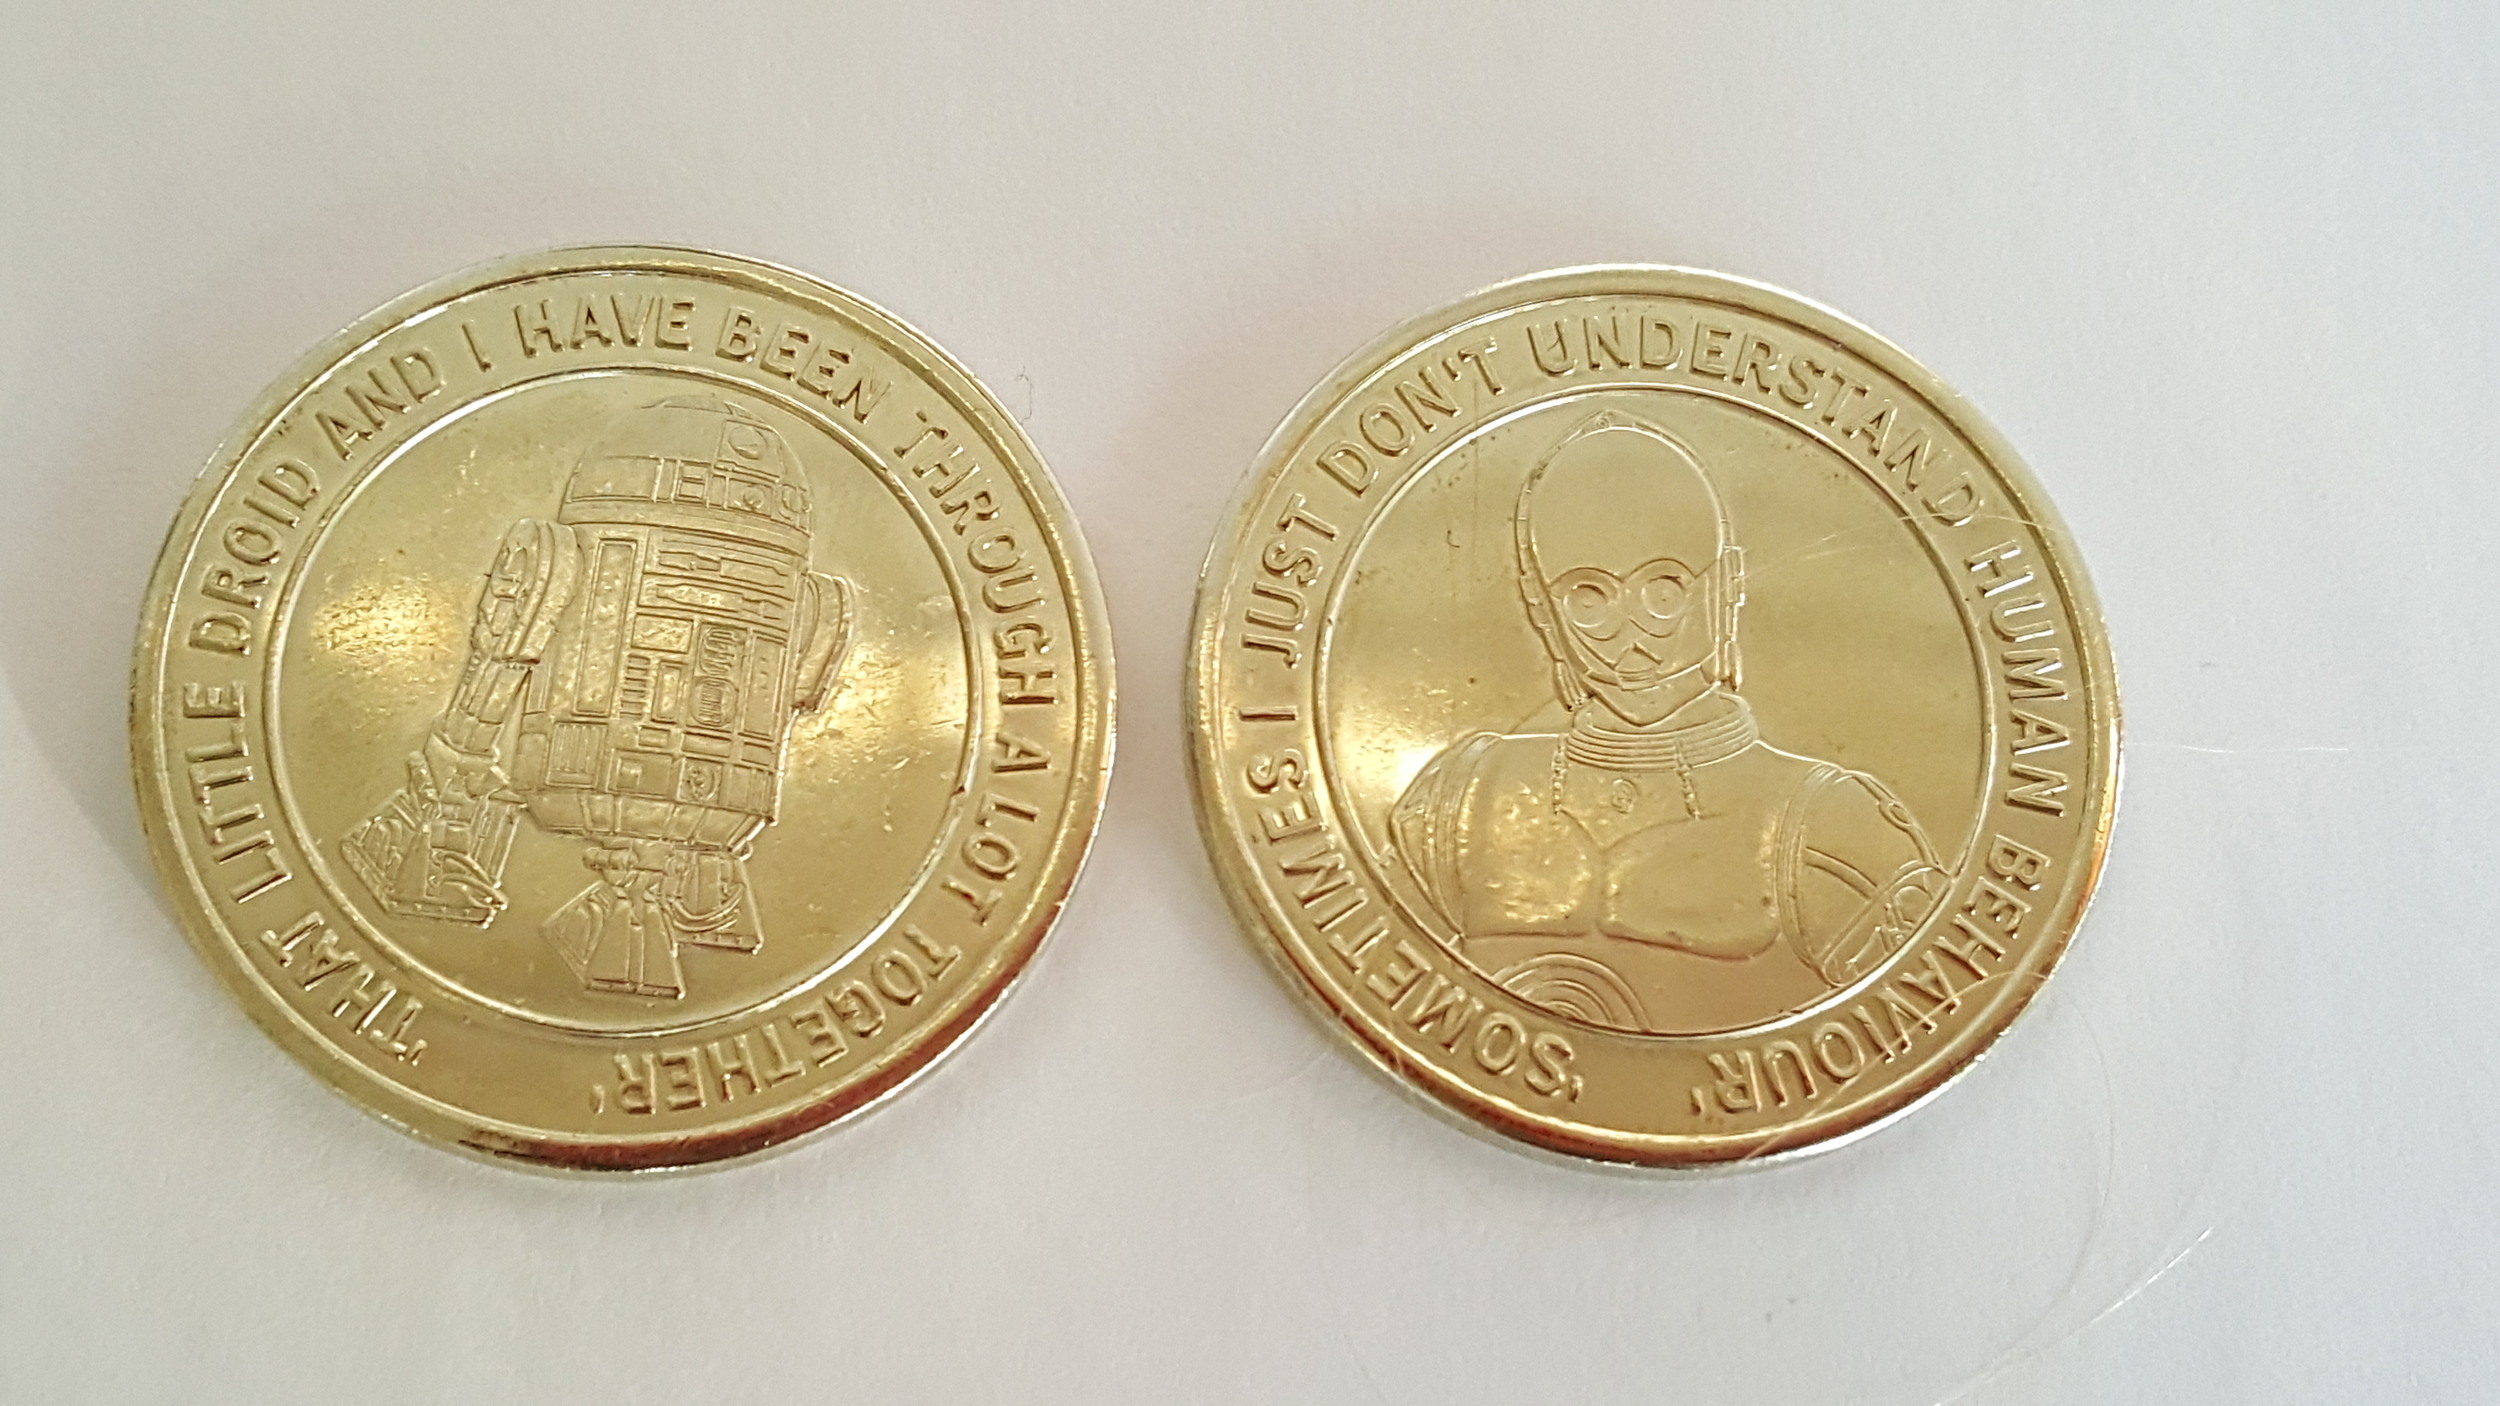 'THAT LITTLE DROID AND I HAVE BEEN THROUGH A LOT TOGETHER'
'SOMETIMES I JUST DON'T UNDERSTAND HUMAN BEHAVIOUR'